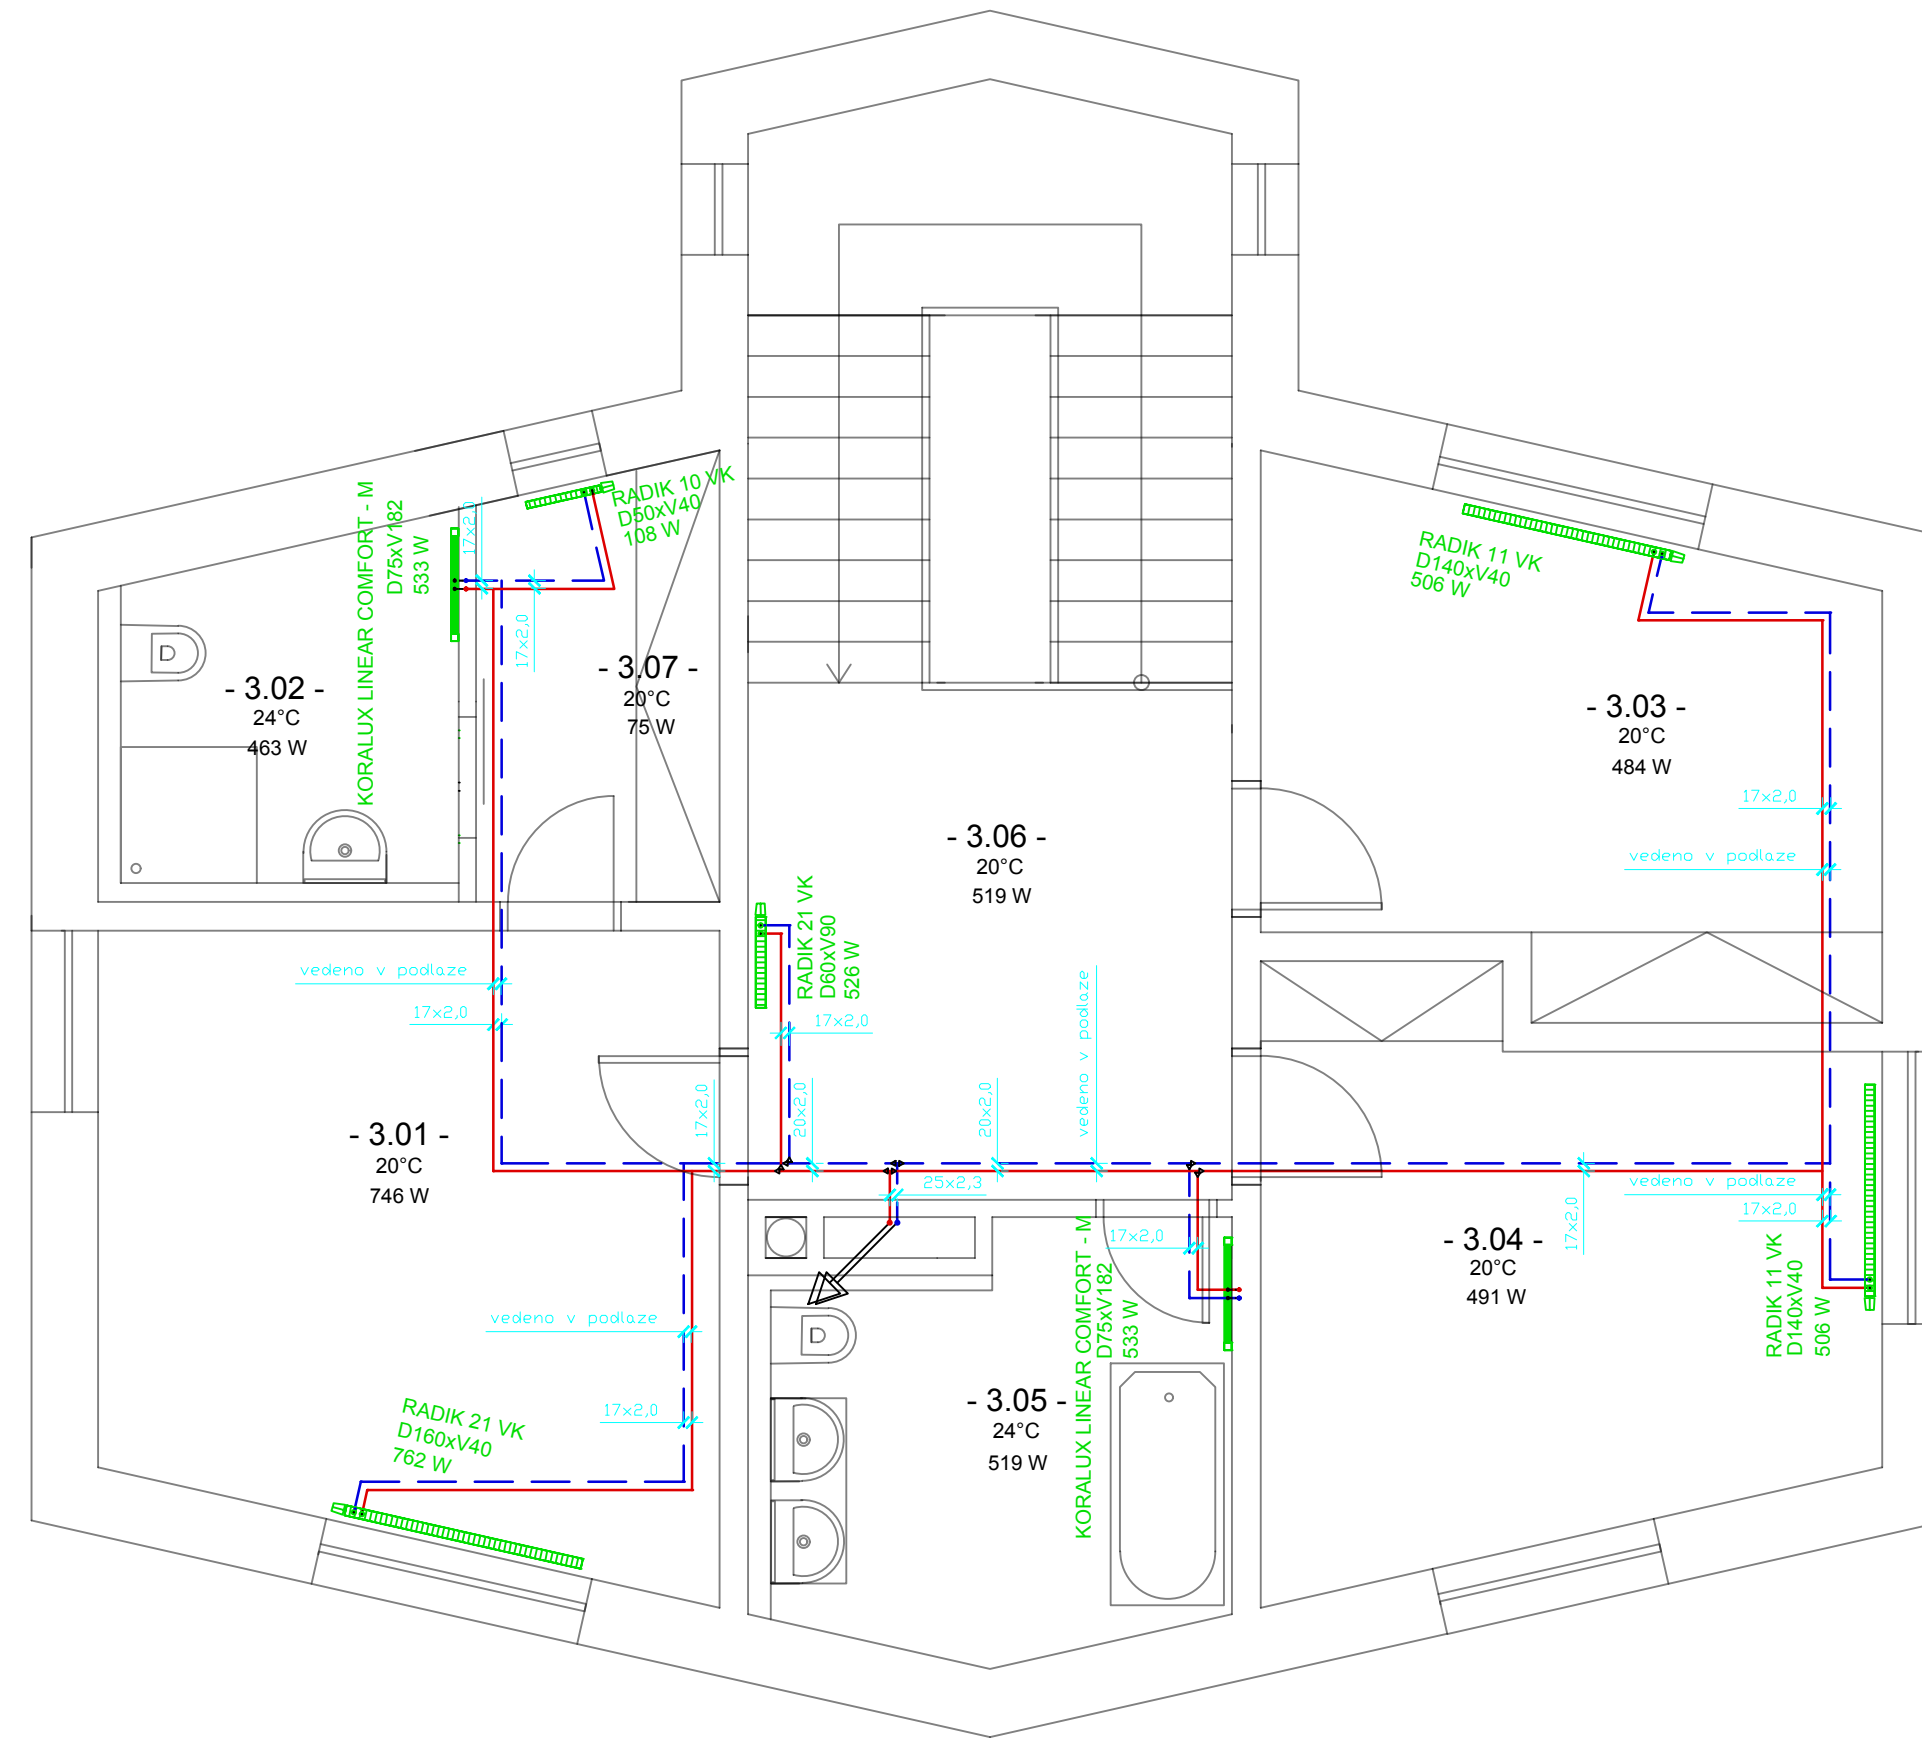 RADIK 10 VK
D50xV40
108 W
KORALUX LINEAR COMFORT - M
D75xV182
533 W
17x2,0
17x2,0
- 3.02 -
24°C
463 W
- 3.07 -
20°C
75 W
RADIK 11 VK
D140xV40
506 W
- 3.03 -
20°C
484 W
17x2,0
vedeno v podlaze
- 3.06 -
20°C
519 W
RADIK 21 VK
D60xV90
526 W
17x2,0
vedeno v podlaze
17x2,0
17x2,0
20x2,0
20x2,0
vedeno v podlaze
- 3.01 -
20°C
746 W
25x2,3
17x2,0
17x2,0
vedeno v podlaze
17x2,0
- 3.04 -
20°C
491 W
RADIK 11 VK
D140xV40
506 W
KORALUX LINEAR COMFORT - M
D75xV182
533 W
vedeno v podlaze
17x2,0
RADIK 21 VK
D160xV40
762 W
- 3.05 -
24°C
519 W